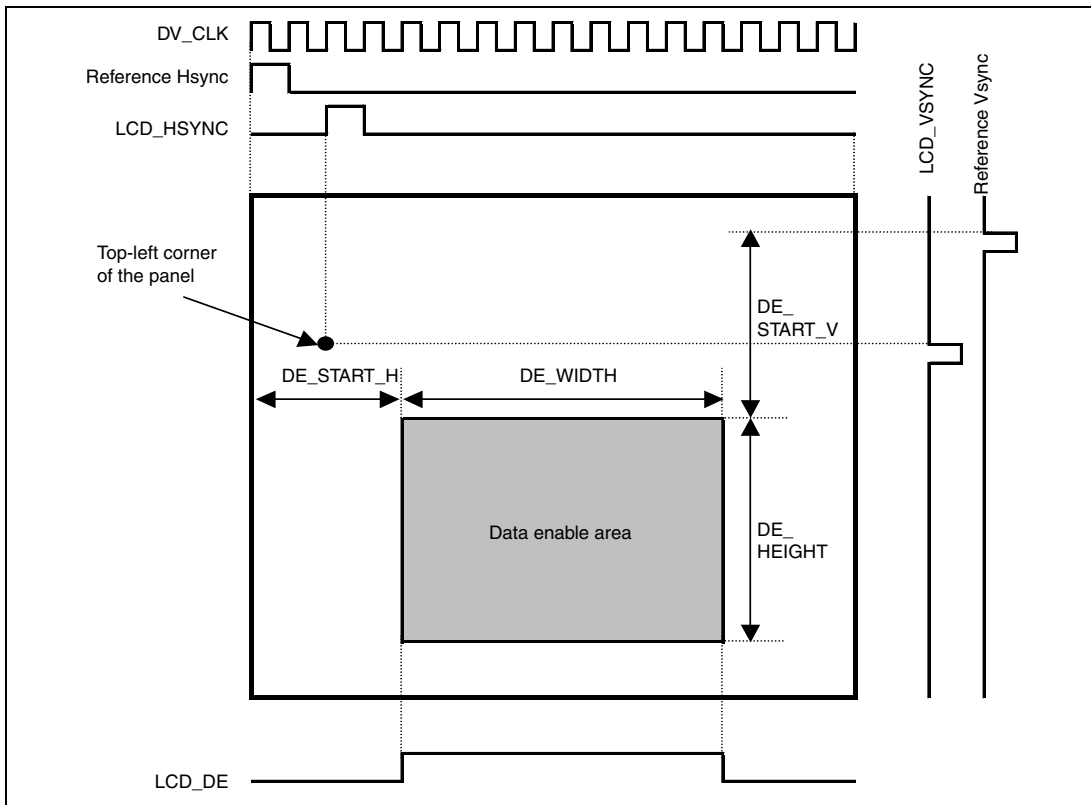 DV_CLK
Reference Hsync
LCD_HSYNC
LCD_VSYNC
Reference Vsync
Top-left corner
of the panel
DE_
START_V
DE_START_H
DE_WIDTH
Data enable area
DE_
HEIGHT
LCD_DE